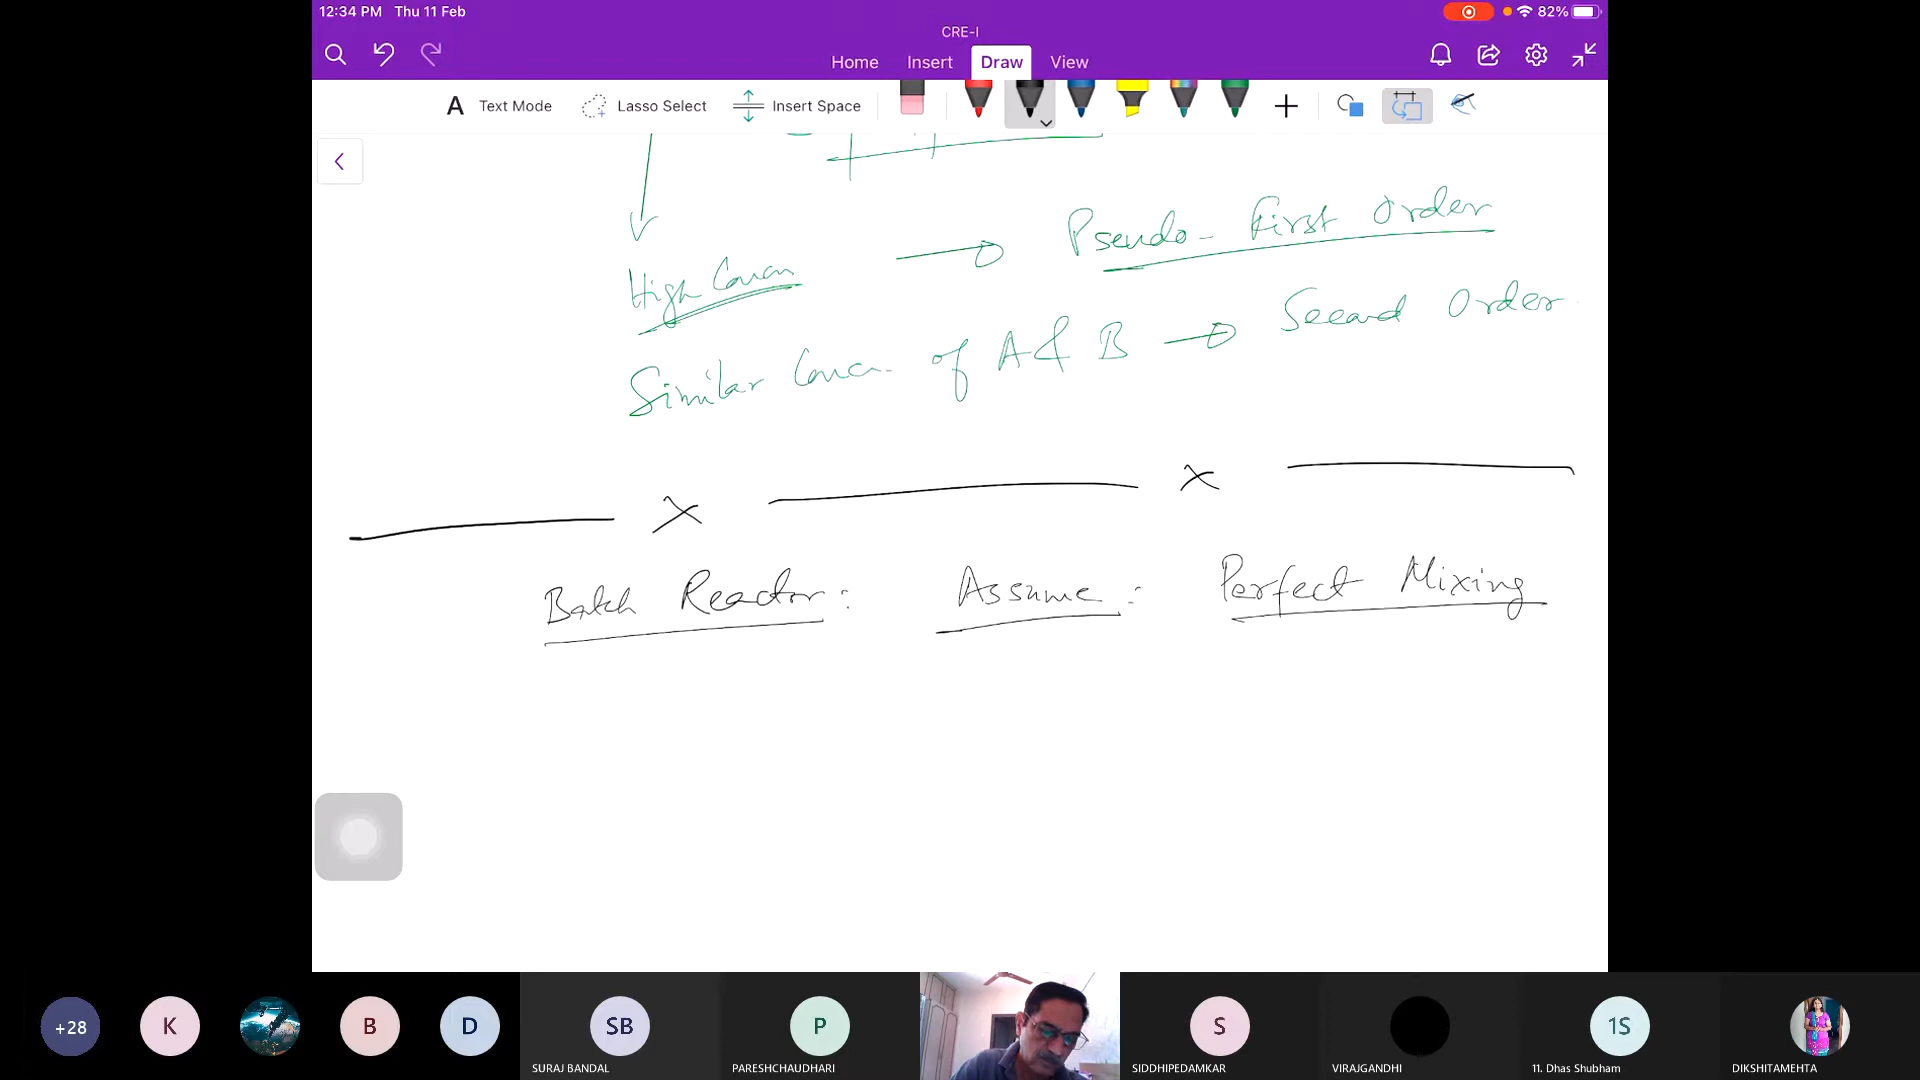 12:34 PM Thu 11 Feb
82%
CRE-I
Home Insert Draw View
A Text Mode Lasso Select Insert Space
Pseudo - First Order
High Concn
Similar Concn. of A & B → Second Order
x x
Batch Reactor: Assume: Perfect Mixing
+28 K B D SB P S 1S
SURAJ BANDAL PARESHCHAUDHARI SIDDHIPEDAMKAR VIRAJGANDHI 11. Dhas Shubham DIKSHITAMEHTA